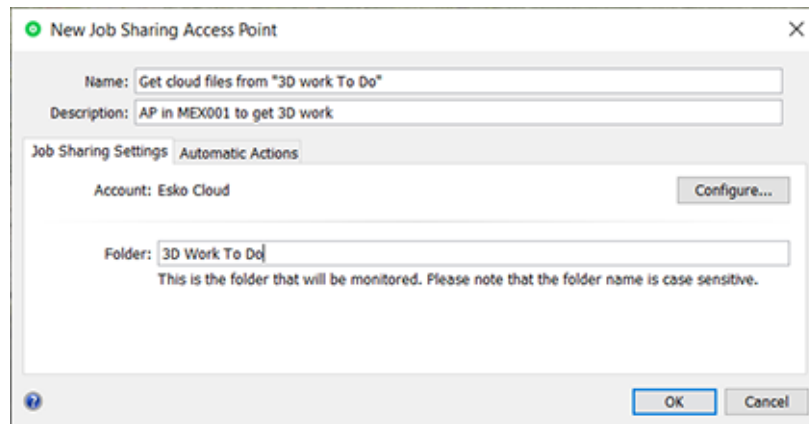 New Job Sharing Access Point
Name: Get cloud files from "3D work To Do"
Description: AP in MEX001 to get 3D work
Job Sharing Settings Automatic Actions
Account: Esko Cloud Configure...
Folder: 3D Work To Do
This is the folder that will be monitored. Please note that the folder name is case sensitive.
OK Cancel